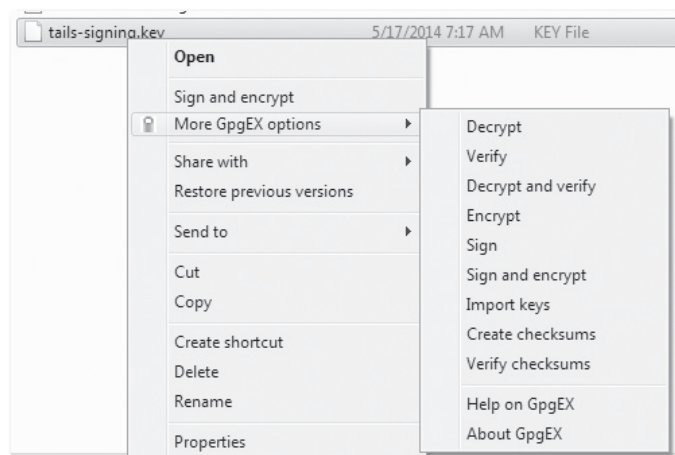 tails-signing.key 5/17/2014 7:17 AM KEY File
Open
Sign and encrypt
More GpgEX options
Share with
Restore previous versions
Send to
Cut
Copy
Create shortcut
Delete
Rename
Properties
Decrypt
Verify
Decrypt and verify
Encrypt
Sign
Sign and encrypt
Import keys
Create checksums
Verify checksums
Help on GpgEX
About GpgEX